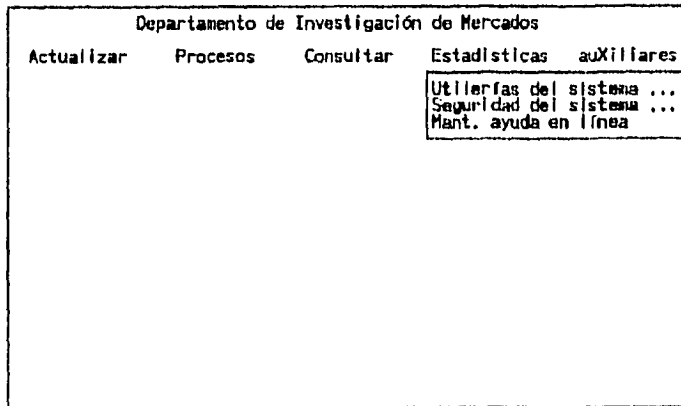 Departamento de Investigación de Mercados
Actualizar Procesos Consultar Estadísticas auXiliares
Utilerías del sistema ...
Seguridad del sistema ...
Mant. ayuda en línea